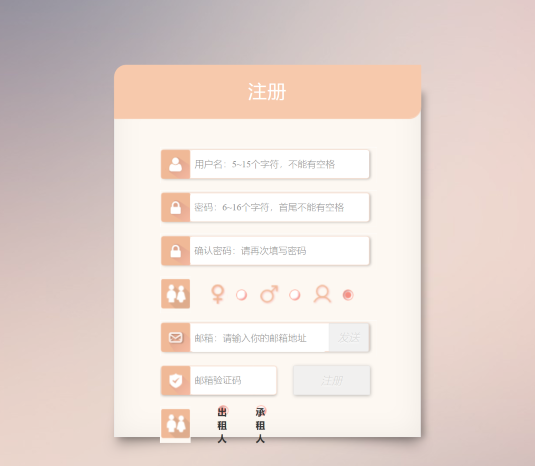 注册
用户名：5~15个字符，不能有空格
密码：6~16个字符，首尾不能有空格
确认密码：请再次填写密码
邮箱：请输入你的邮箱地址 发送
邮箱验证码 注册
出租人 承租人